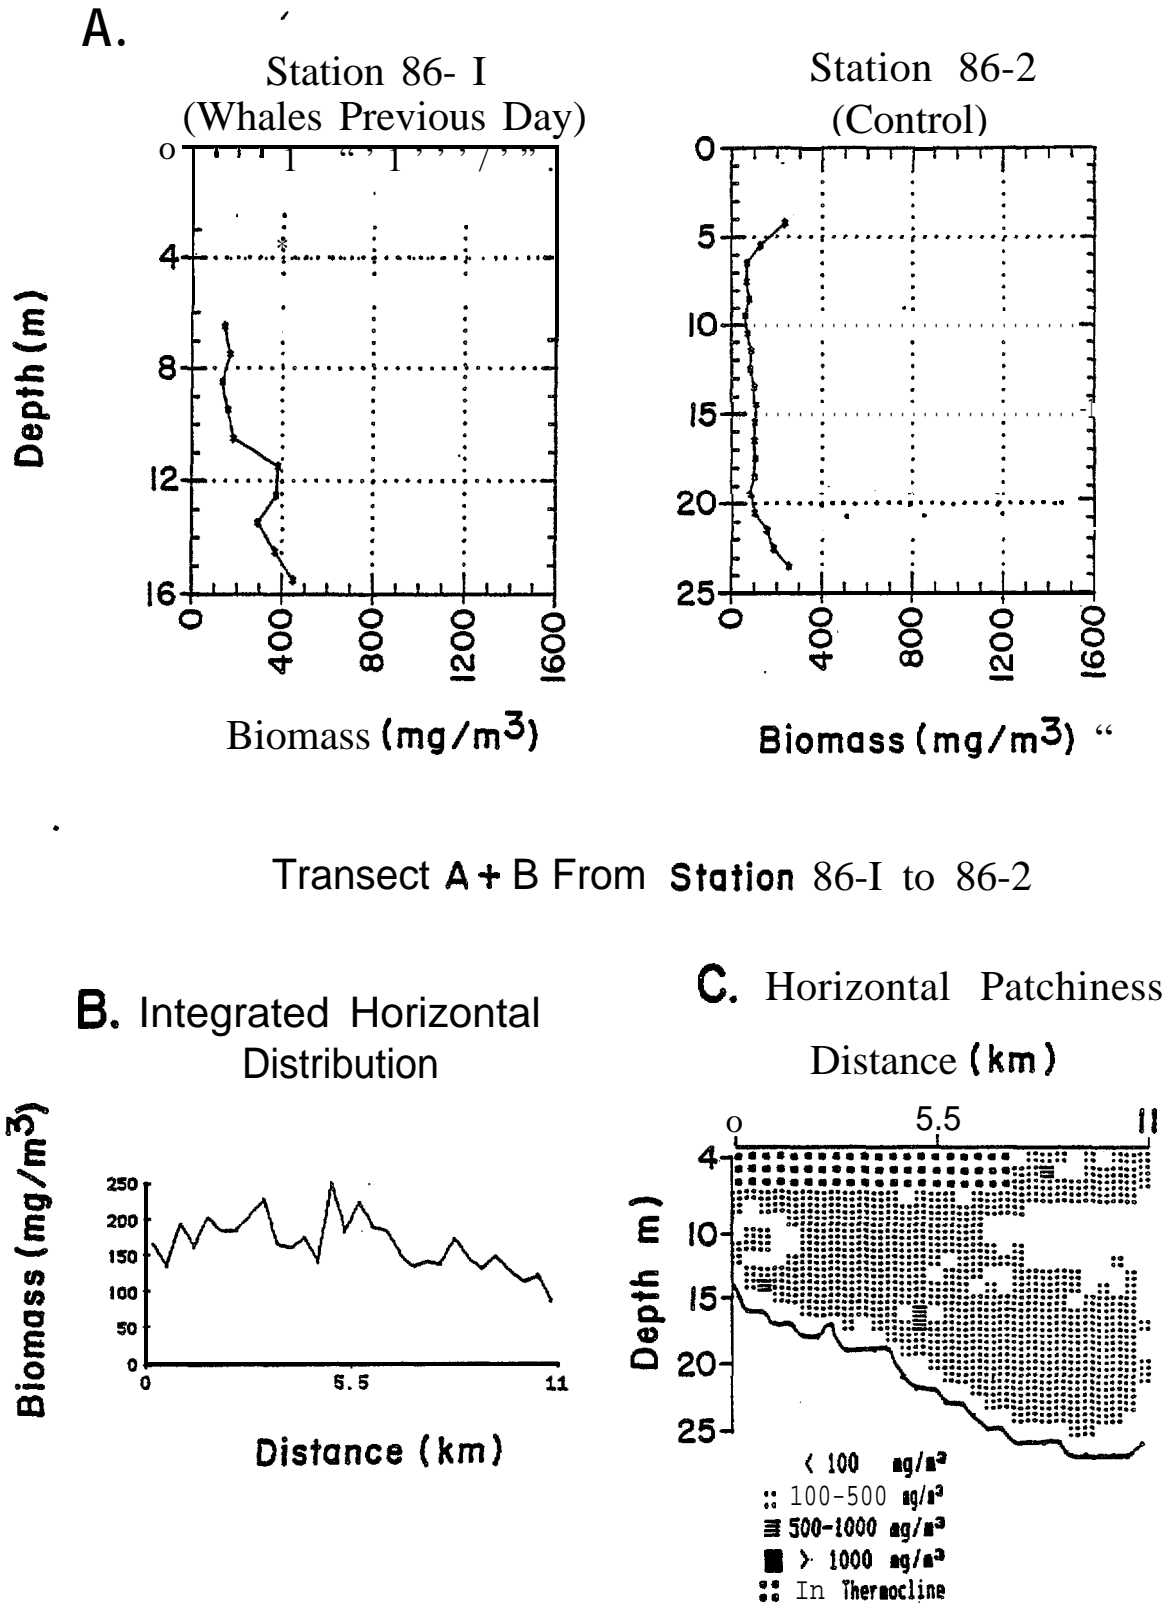 A.
Station 86- I
(Whales Previous Day)
Station 86-2
(Control)
Depth (m)
o
4
8
12
16
0
400
800
1200
1600
Biomass (mg/m³)
0
5
10
15
20
25
0
400
800
1200
1600
Biomass (mg/m³) “
Transect A + B From Station 86-I to 86-2
B. Integrated Horizontal
Distribution
Biomass (mg/m³)
250
200
150
100
50
0
0
5.5
11
Distance (km)
C. Horizontal Patchiness
Distance (km)
o
5.5
11
Depth m)
4
10
15
20
25
< 100 mg/m³
100-500 mg/m³
500-1000 mg/m³
> 1000 mg/m³
In Thermocline